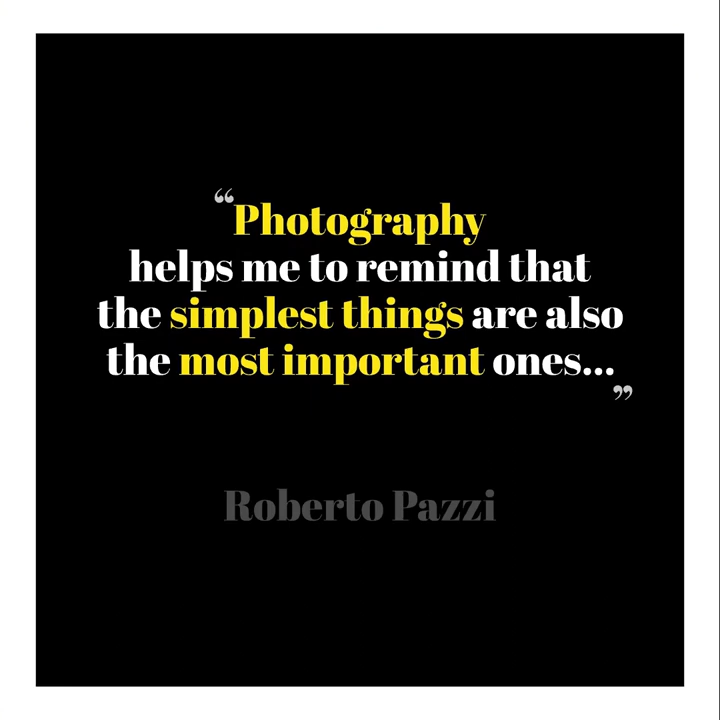 “Photography
helps me to remind that
the simplest things are also
the most important ones...”
Roberto Pazzi